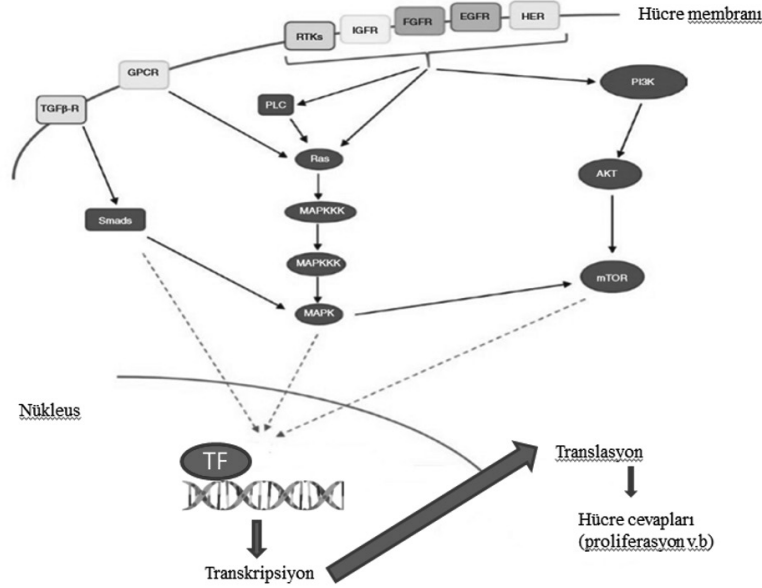 Hücre membranı
RTKs
IGFR
FGFR
EGFR
HER
GPCR
TGFβ-R
PLC
PI3K
Ras
AKT
Smads
MAPKKK
MAPKKK
mTOR
MAPK
Nükleus
TF
Translasyon
Hücre cevapları
(proliferasyon v.b)
Transkripsiyon